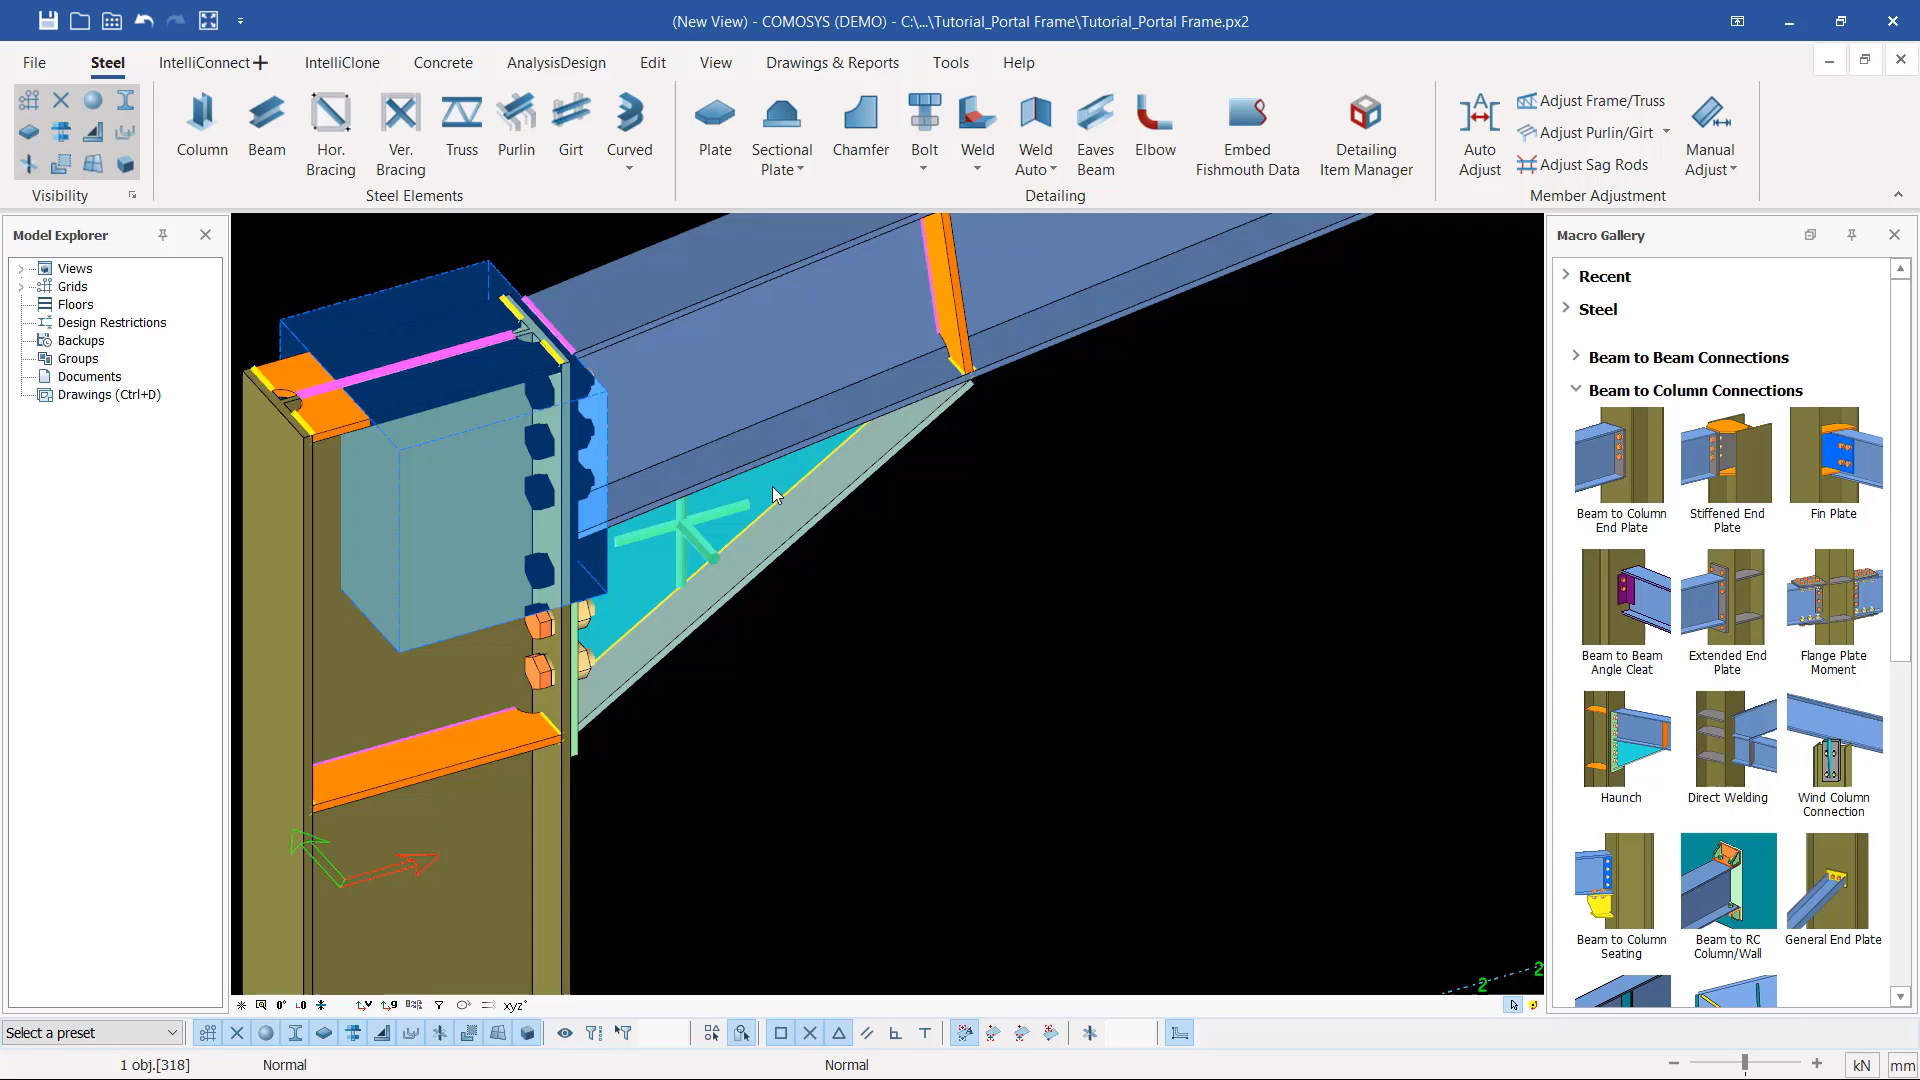 (New View) - COMOSYS (DEMO) - C:\...\Tutorial_Portal Frame\Tutorial_Portal Frame.px2
File Steel IntelliConnect+ IntelliClone Concrete AnalysisDesign Edit View Drawings & Reports Tools Help
Column Beam Hor. Bracing Ver. Bracing Truss Purlin Girt Curved
Plate Sectional Plate Chamfer Bolt Weld Weld Auto Eaves Beam Elbow Embed Fishmouth Data Detailing Item Manager
Auto Adjust
Adjust Frame/Truss
Adjust Purlin/Girt
Adjust Sag Rods
Manual Adjust
Visibility Steel Elements Detailing Member Adjustment
Model Explorer
Views
Grids
Floors
Design Restrictions
Backups
Groups
Documents
Drawings (Ctrl+D)
2
2
Macro Gallery
Recent
Steel
Beam to Beam Connections
Beam to Column Connections
Beam to Column End Plate
Stiffened End Plate
Fin Plate
Beam to Beam Angle Cleat
Extended End Plate
Flange Plate Moment
Haunch
Direct Welding
Wind Column Connection
Beam to Column Seating
Beam to RC Column/Wall
General End Plate
xyz°
Select a preset
1 obj.[318] Normal Normal kN mm